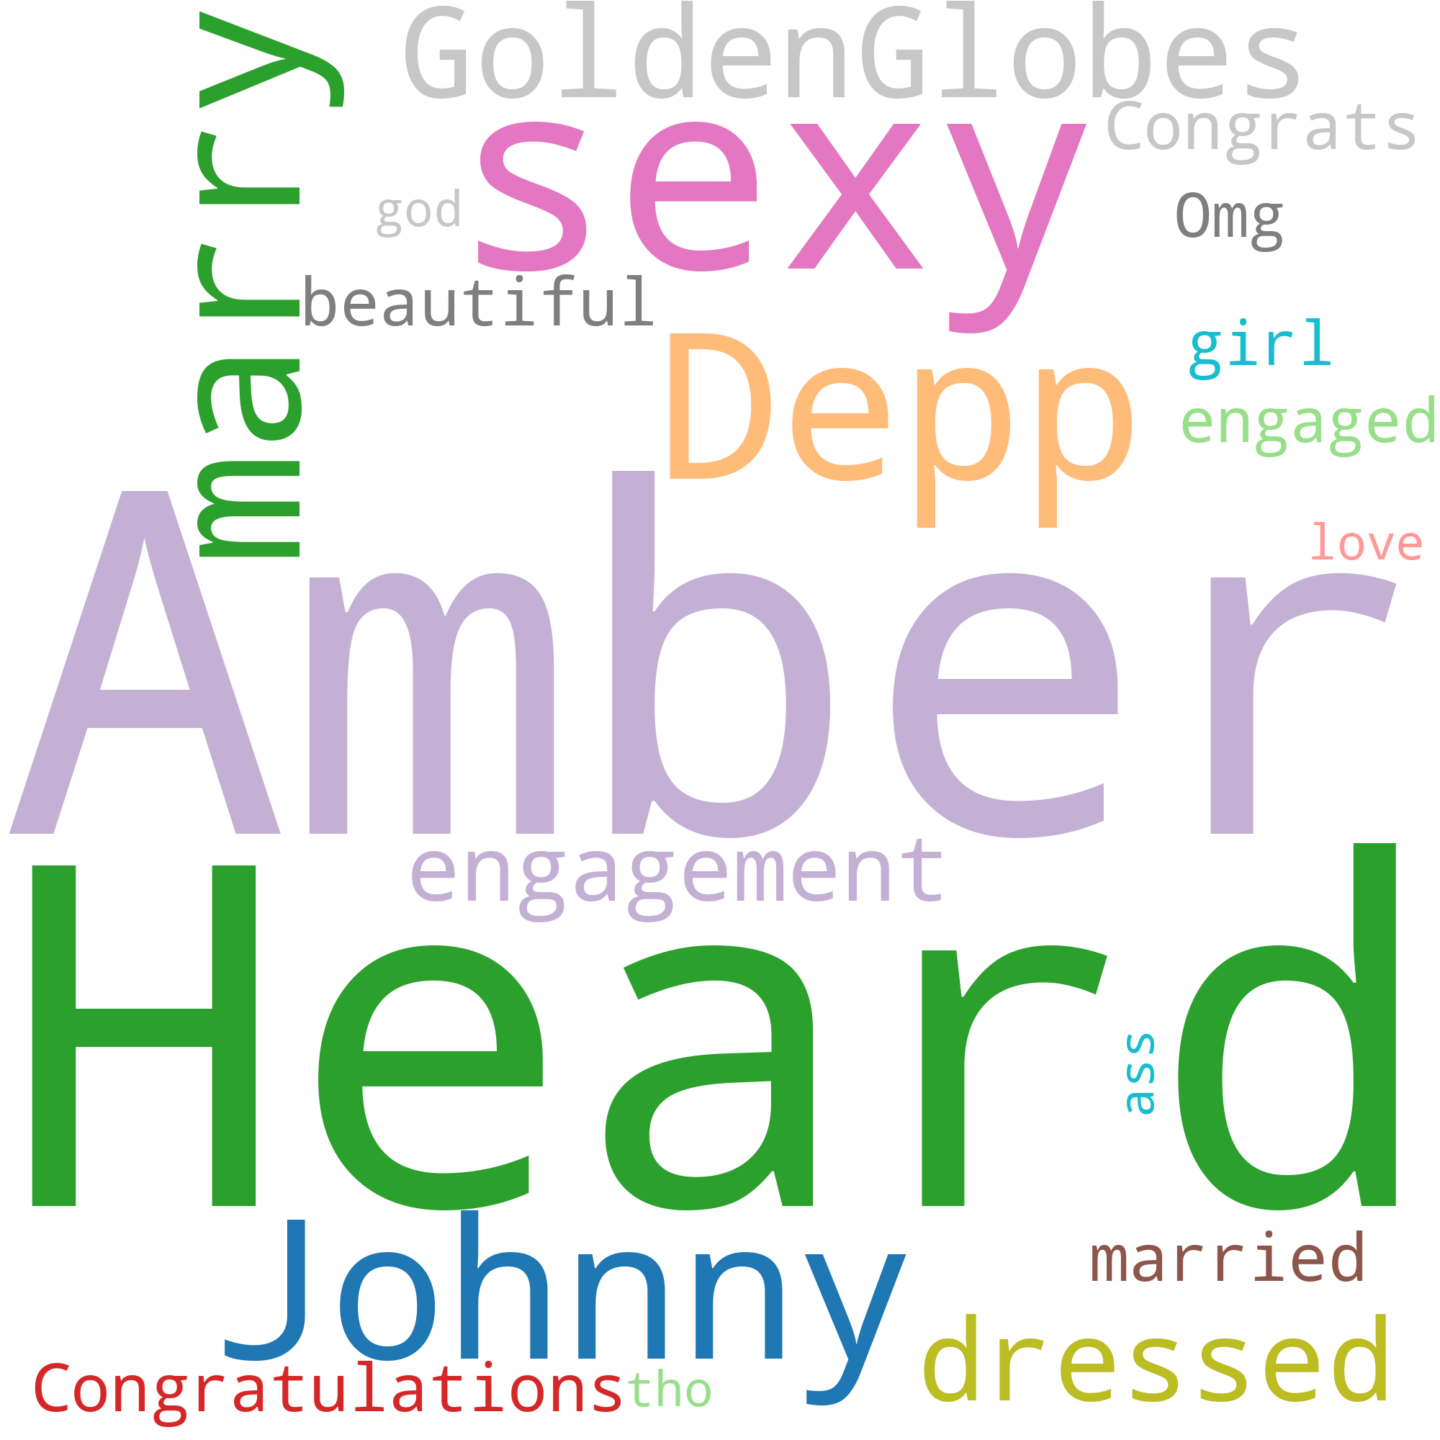 GoldenGlobes
marry
sexy
Congrats
god
Omg
beautiful
Depp
girl
engaged
love
Amber
engagement
Heard
ass
Johnny
married
dressed
Congratulations
tho